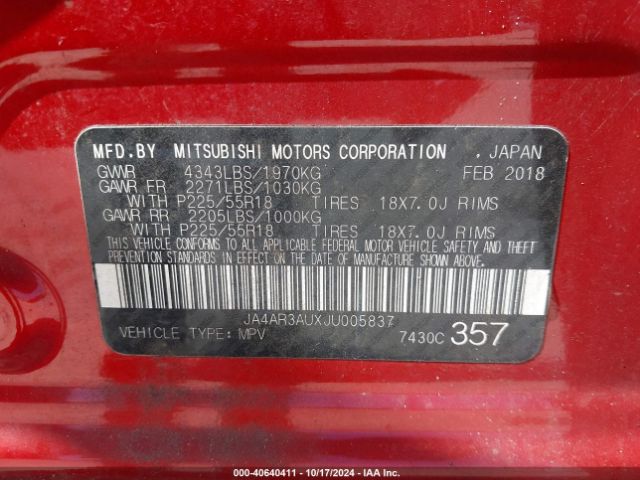 MFD.BY MITSUBISHI MOTORS CORPORATION , JAPAN
GWWR 4343LBS/1970KG FEB 2018
GAWR FR 2271LBS/1030KG
WITH P225/55R18 TIRES 18X7.0J RIMS
GAWR RR 2205LBS/1000KG
WITH P225/55R18 TIRES 18X7.0J RIMS
THIS VEHICLE CONFORMS TO ALL APPLICABLE FEDERAL MOTOR VEHICLE SAFETY AND THEFT
PREVENTION STANDARDS IN EFFECT ON THE DATE OF MANUFACTURE SHOWN ABOVE.
JA4AR3AUXJU005837
VEHICLE TYPE: MPV 7430C 357
000-40640411 - 10/17/2024 - IAA Inc.